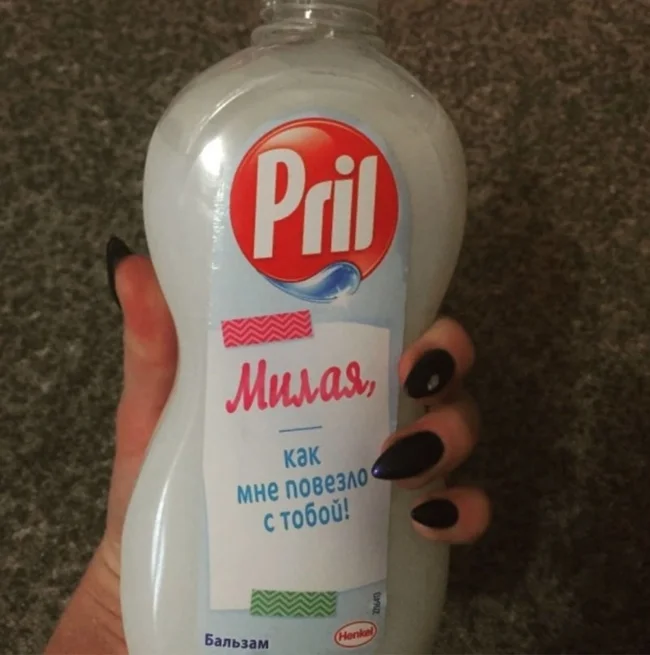 Pril
Милая,
как
мне повезло
с тобой!
Бальзам
Henkel